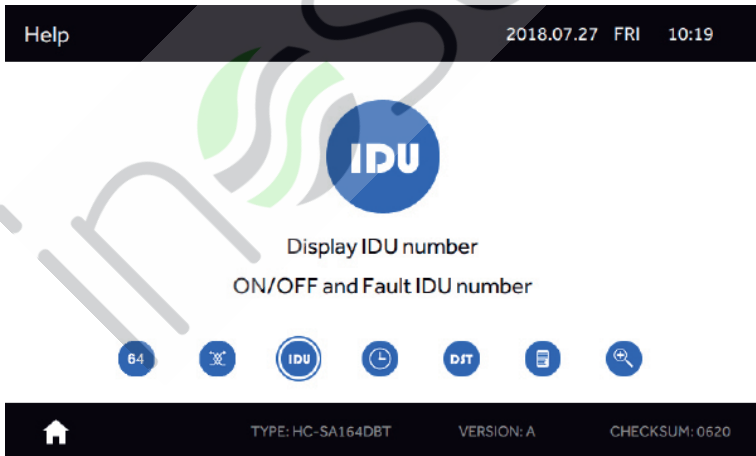 Help 2018.07.27 FRI 10:19
IDU
Display IDU number
ON/OFF and Fault IDU number
64 IDU DST
TYPE: HC-SA164DBT VERSION: A CHECKSUM: 0620